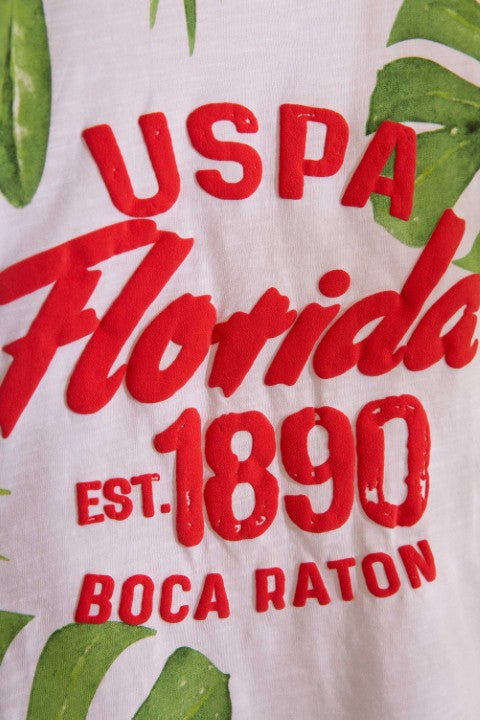 USPA
Florida
EST. 1890
BOCA RATON